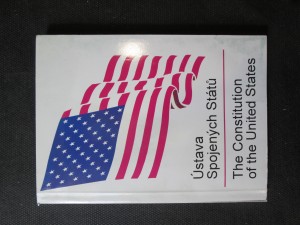 Ústava
Spojených Států
The Constitution
of the United States